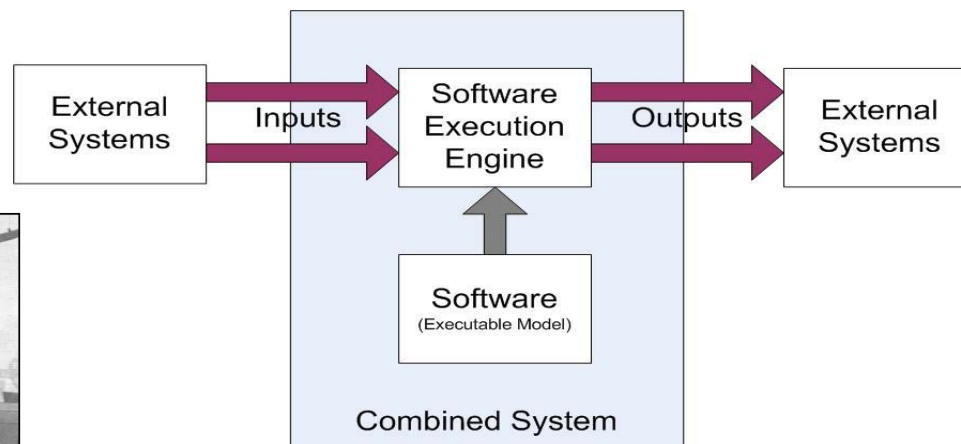 External
Systems
Inputs
Software
Execution
Engine
Outputs
External
Systems
Software
(Executable Model)
Combined System